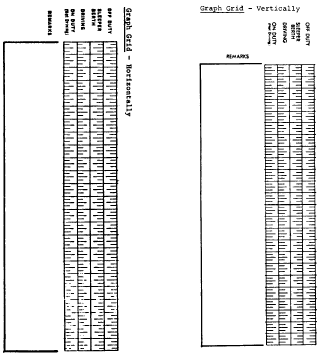 Graph Grid - Horizontally
OFF DUTY
SLEEPER
BERTH
DRIVING
ON DUTY
(Not Driving)
REMARKS
Graph Grid - Vertically
OFF DUTY
SLEEPER
BERTH
DRIVING
ON DUTY
REMARKS